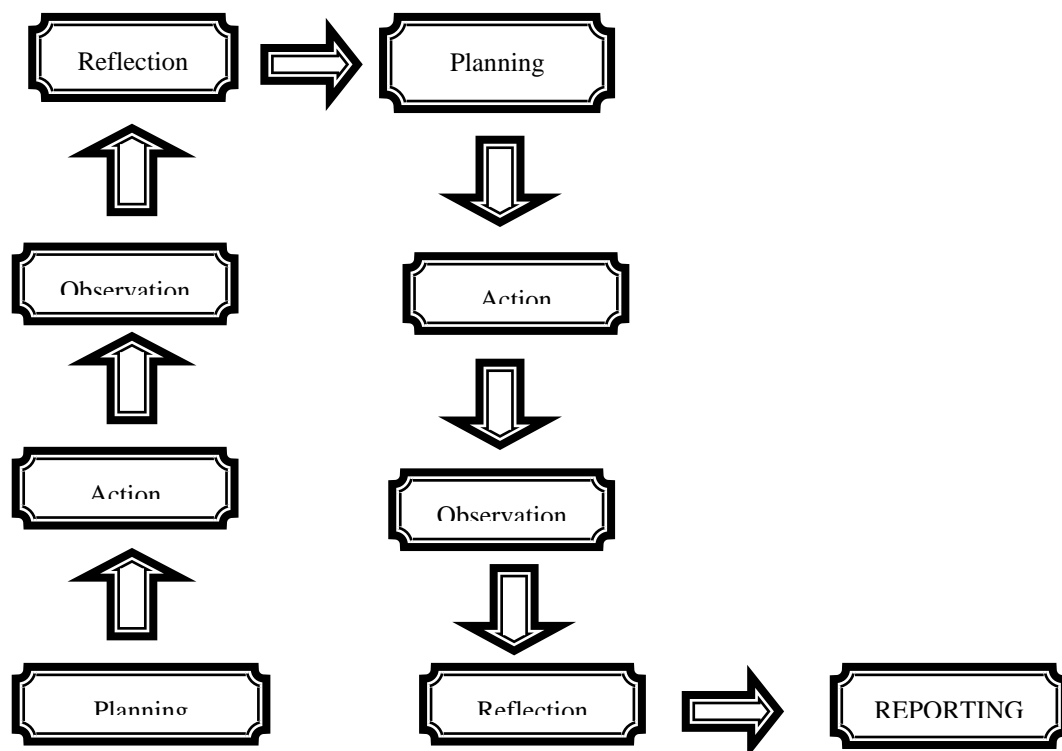 Reflection
Planning
Observation
Action
Action
Observation
Planning
Reflection
REPORTING